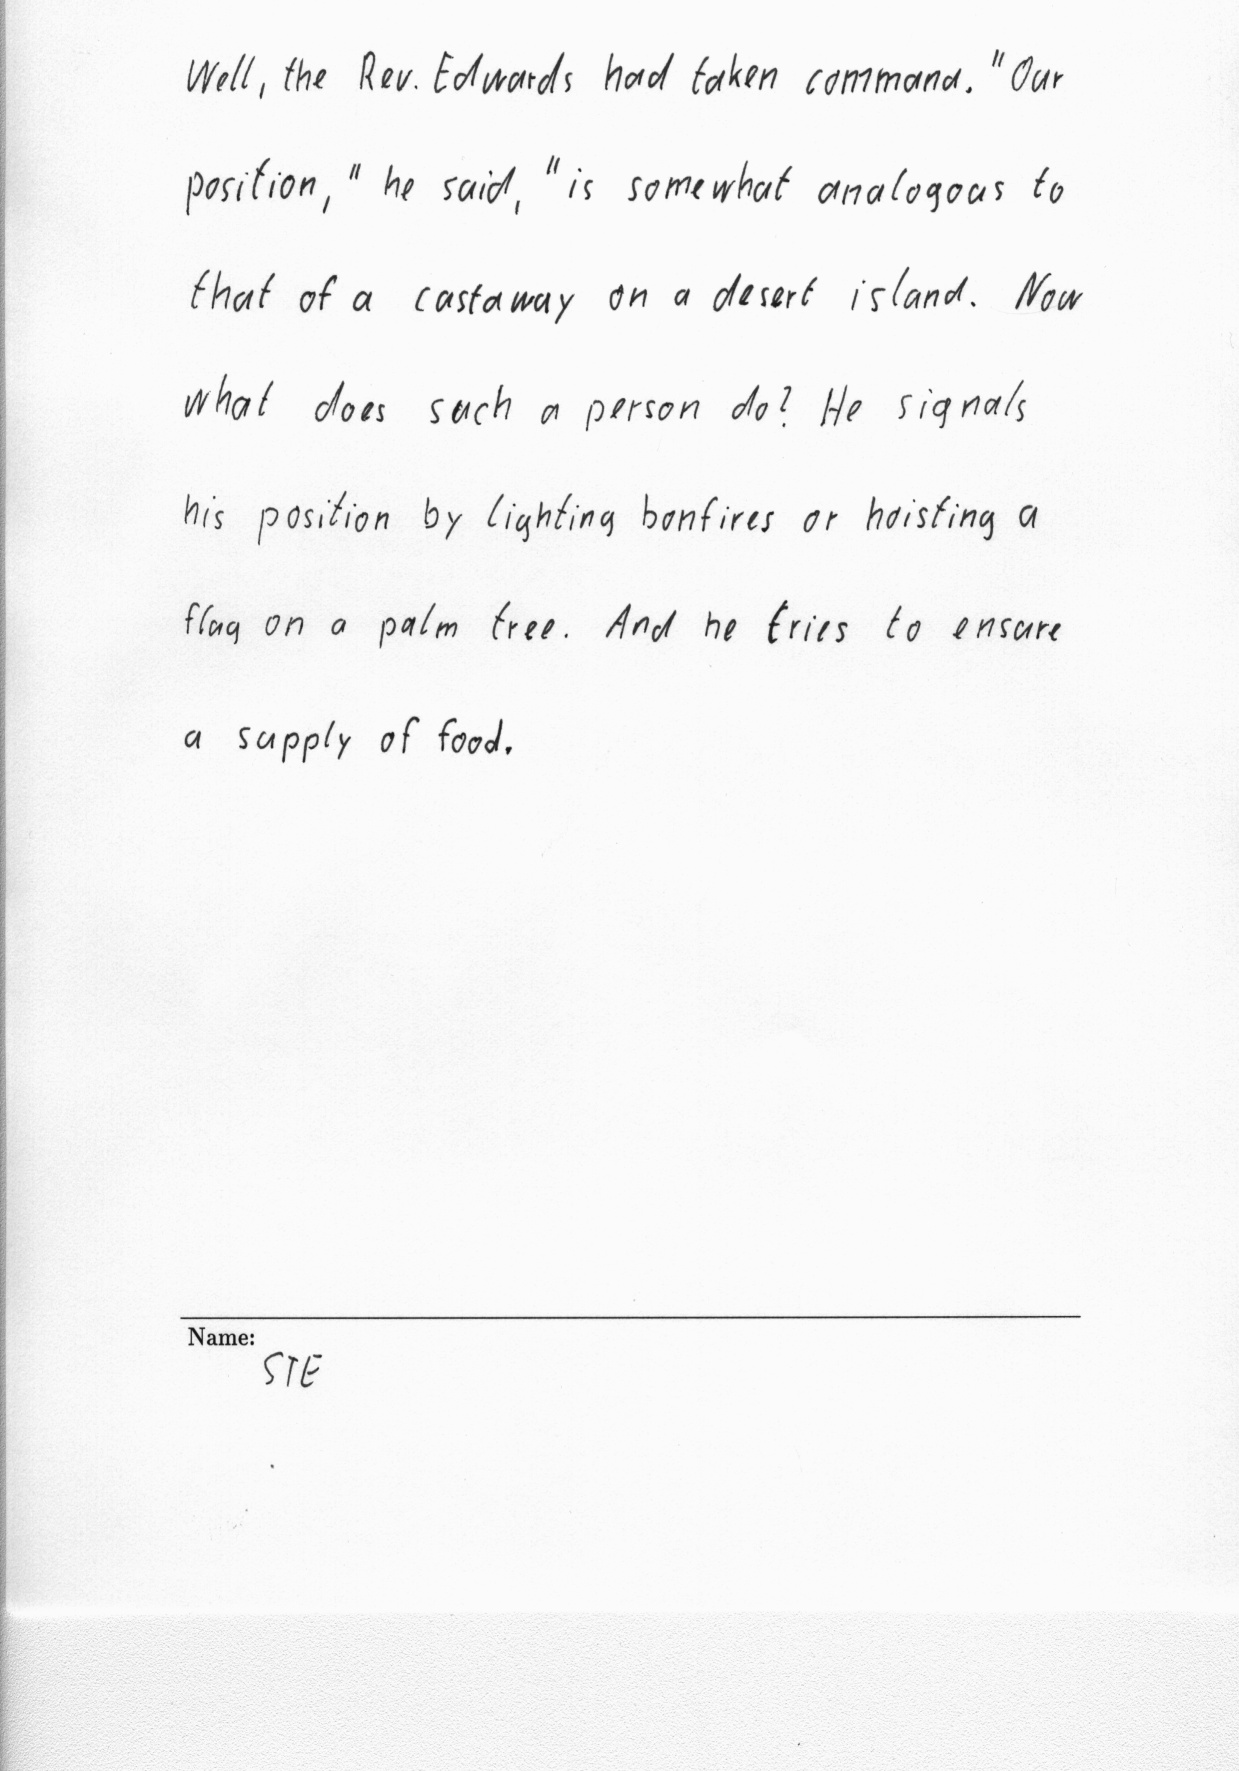 Well, the Rev. Edwards had taken command. "Our
position," he said, "is somewhat analogous to
that of a castaway on a desert island. Now
what does such a person do? He signals
his position by lighting bonfires or hoisting a
flag on a palm tree. And he tries to ensure
a supply of food.
Name:
STE